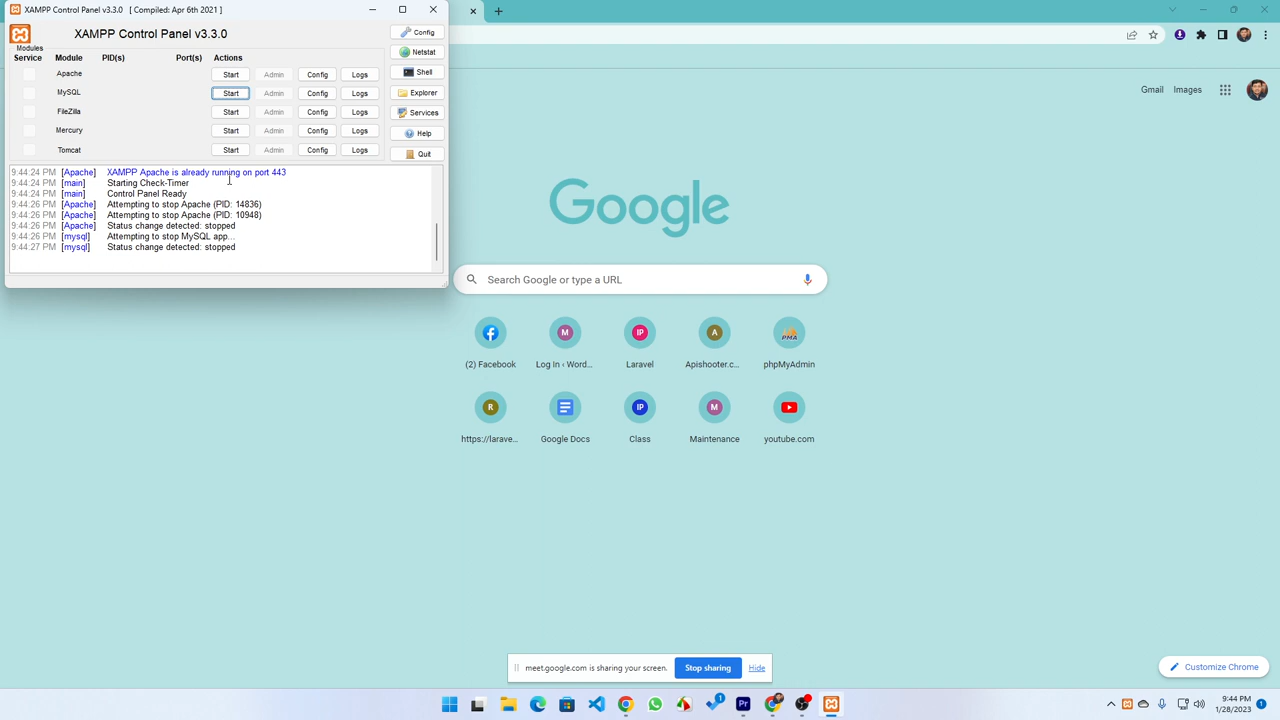 XAMPP Control Panel v3.3.0 [ Compiled: Apr 6th 2021 ]
XAMPP Control Panel v3.3.0
Config
Modules
Service Module PID(s) Port(s) Actions
Netstat
Apache Start Admin Config Logs
Shell
MySQL Start Admin Config Logs
Explorer
FileZilla Start Admin Config Logs
Services
Mercury Start Admin Config Logs
Help
Tomcat Start Admin Config Logs
Quit
9:44:24 PM [Apache] XAMPP Apache is already running on port 443
9:44:24 PM [main] Starting Check-Timer
9:44:24 PM [main] Control Panel Ready
9:44:26 PM [Apache] Attempting to stop Apache (PID: 14836)
9:44:26 PM [Apache] Attempting to stop Apache (PID: 10948)
9:44:26 PM [Apache] Status change detected: stopped
9:44:26 PM [mysql] Attempting to stop MySQL app...
9:44:27 PM [mysql] Status change detected: stopped
Gmail Images
Google
Search Google or type a URL
M IP A PMA
(2) Facebook Log In ‹ Word... Laravel Apishooter.c... phpMyAdmin
R IP M
https://larave... Google Docs Class Maintenance youtube.com
meet.google.com is sharing your screen. Stop sharing Hide
Customize Chrome
1 Pr
9:44 PM
1/28/2023 1